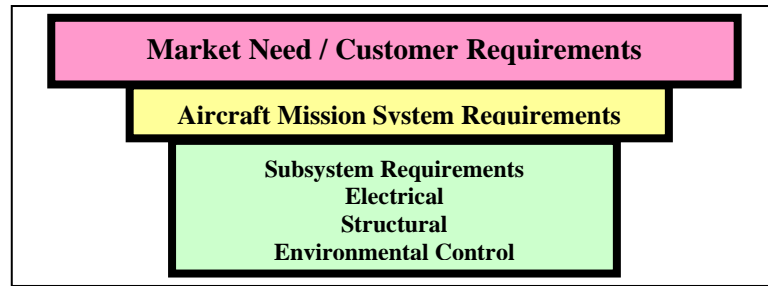 Market Need / Customer Requirements
Aircraft Mission System Requirements
Subsystem Requirements
Electrical
Structural
Environmental Control